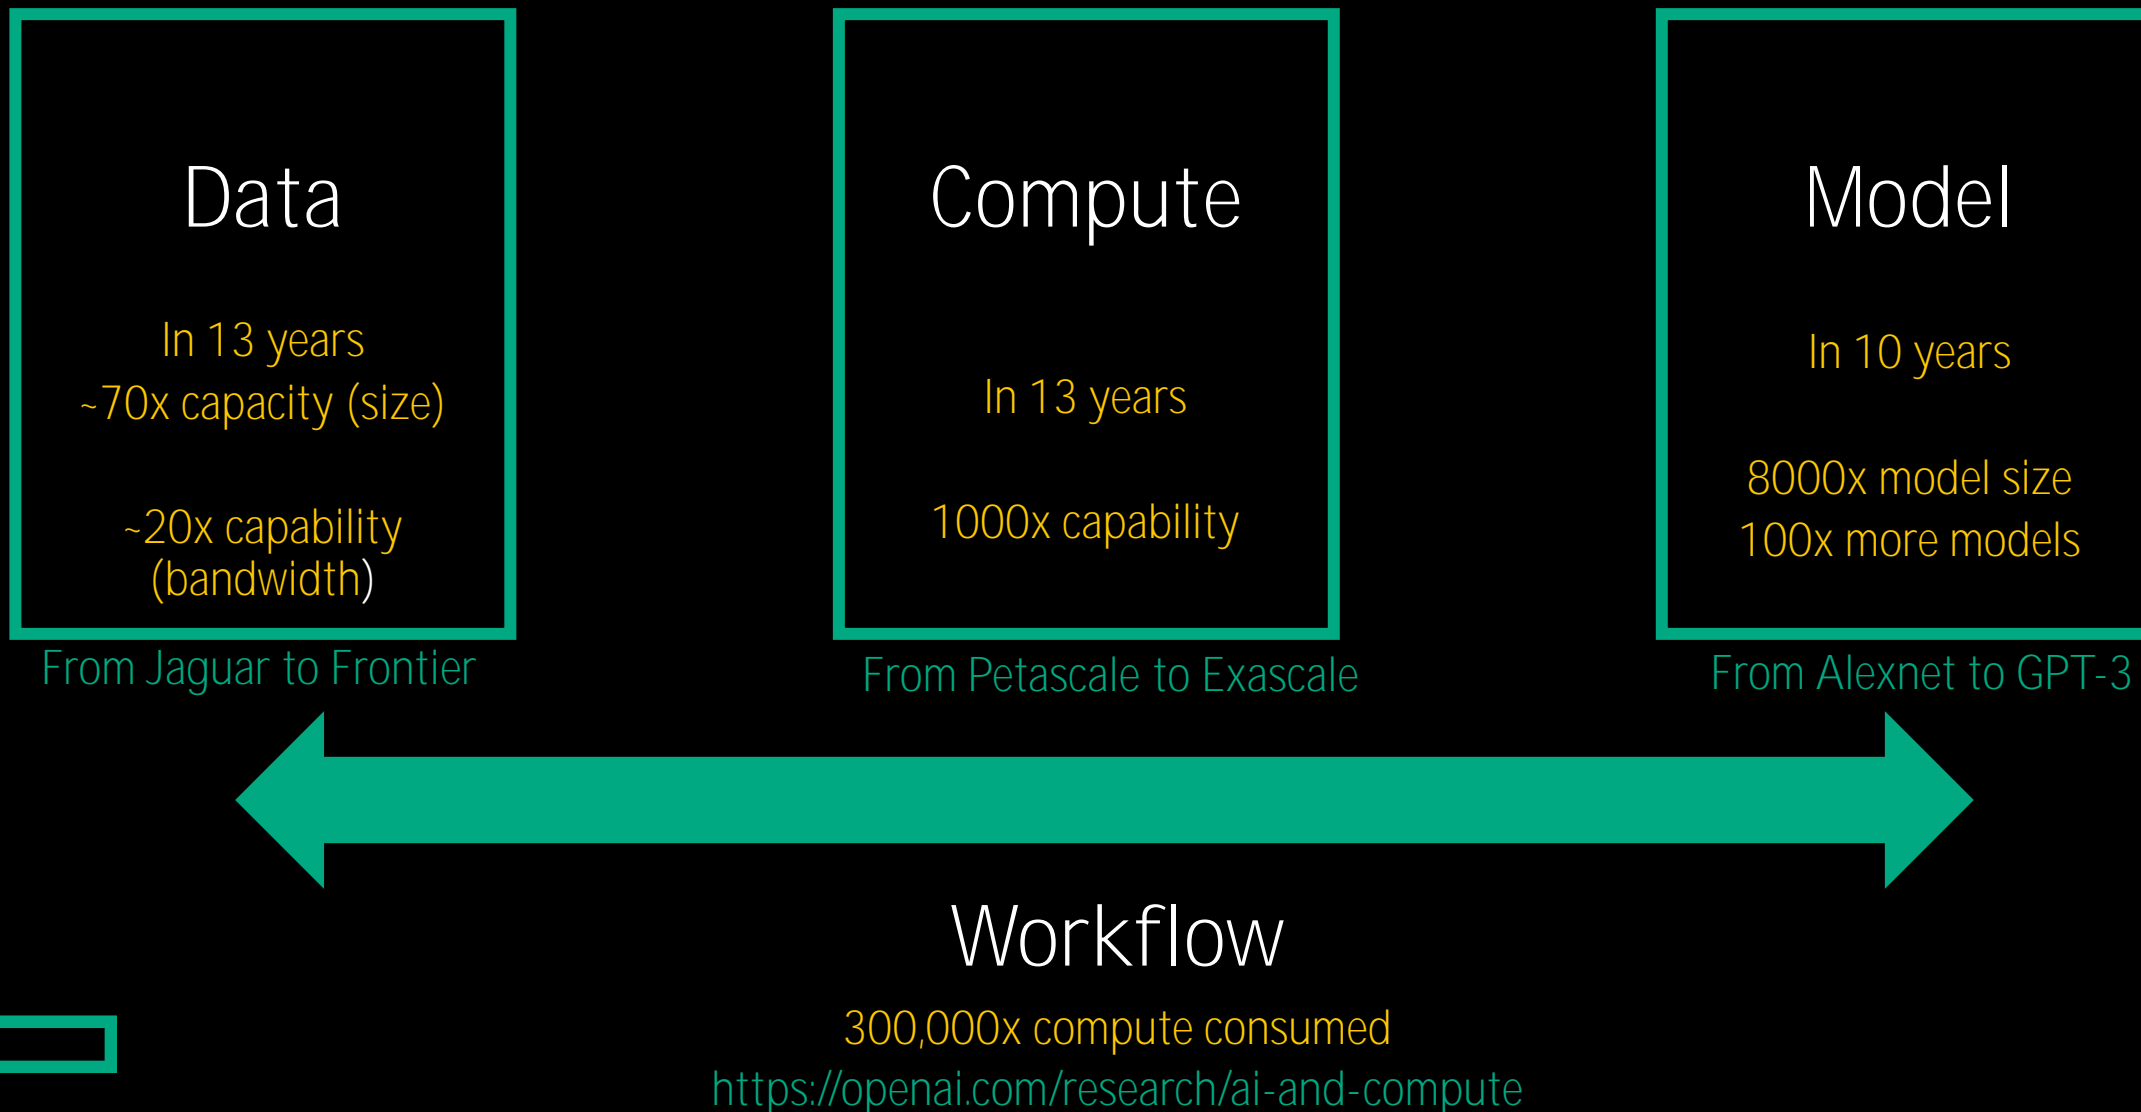 Data
In 13 years
~70x capacity (size)
~20x capability
(bandwidth)
From Jaguar to Frontier
Compute
In 13 years
1000x capability
From Petascale to Exascale
Model
In 10 years
8000x model size
100x more models
From Alexnet to GPT-3
Workflow
300,000x compute consumed
https://openai.com/research/ai-and-compute